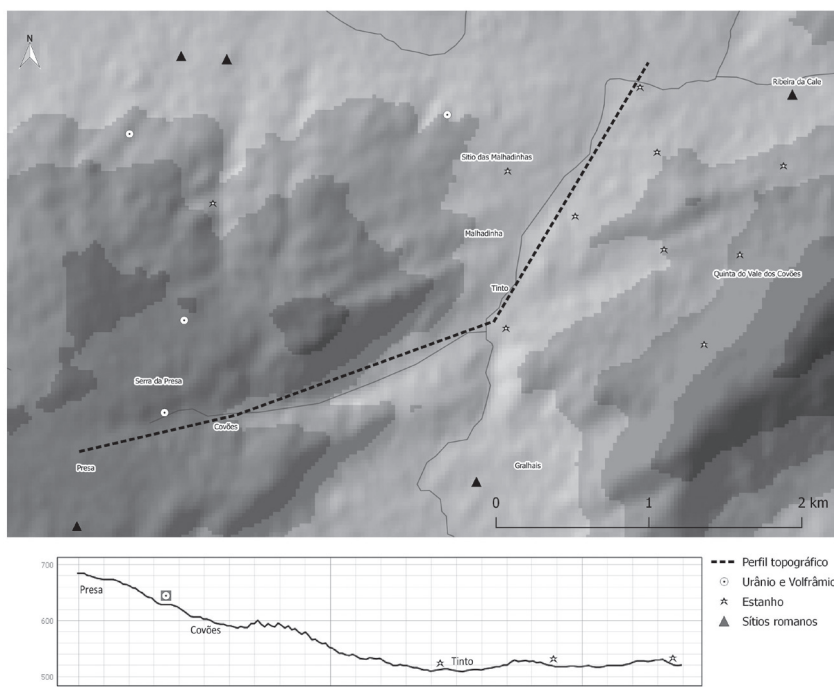 N
Ribeira da Cale
Sítio das Malhadinhas
Malhadinha
Quinta do Vale dos Covões
Tinto
Serra da Presa
Covões
Presa
Gralhais
0 1 2 km
700
600
500
Presa
Covões
Tinto
Perfil topográfico
Urânio e Volfrâmio
Estanho
Sítios romanos